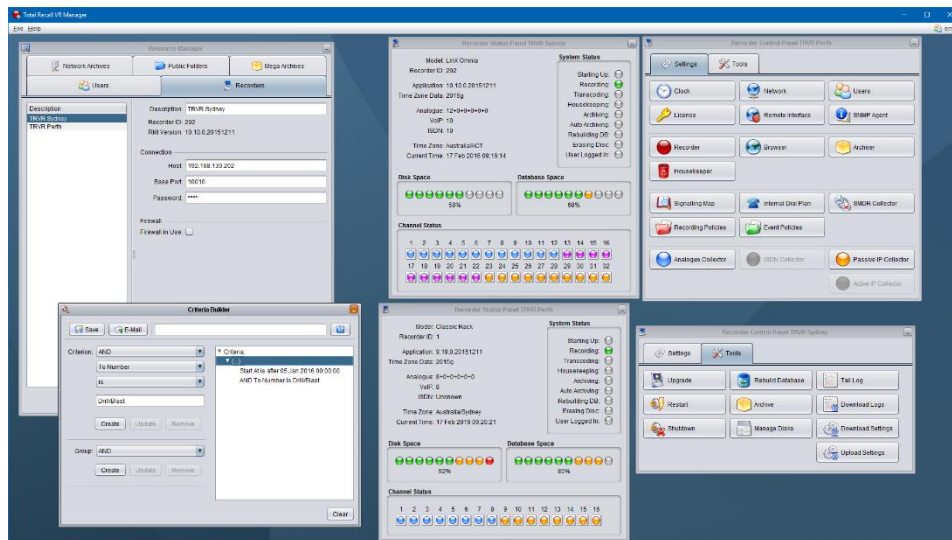 Total Recall VR Manager
File Help
Resource Manager
Network Archives
Public Folders
Mega Archives
Users
Recorders
Description
TRVR Sydney
TRVR Perth
Description: TRVR Sydney
Recorder ID: 202
RMI Version: 10.10.0.20151211
Connection
Host: 192.168.130.202
Base Port: 10010
Password: ****
Firewall
Firewall in Use:
Criteria Builder
Save
E-Mail
Criterion: AND
To Number
is
Drill/Blast
Create Update Remove
Group: AND
Create Update Remove
Criteria:
(...)
Start At is after 05 Jan 2016 00:00:00
AND To Number is Drill/Blast
Clear
Recorder Status Panel TRVR Sydney
Model: LinX Omnia
Recorder ID: 202
Application: 10.10.0.20151211
Time Zone Data: 2015g
Analogue: 12+0+0+0+0+0
VoIP: 10
ISDN: 10
Time Zone: Australia/ACT
Current Time: 17 Feb 2016 09:16:14
System Status
Starting Up:
Recording:
Transcoding:
Housekeeping:
Archiving:
Auto Archiving:
Rebuilding DB:
Erasing Disc:
User Logged In:
Disk Space
59%
Database Space
68%
Channel Status
1 2 3 4 5 6 7 8 9 10 11 12 13 14 15 16
17 18 19 20 21 22 23 24 25 26 27 28 29 30 31 32
Recorder Status Panel TRVR Perth
Model: Classic Rack
Recorder ID: 1
Application: 9.19.0.20151211
Time Zone Data: 2015g
Analogue: 8+0+0+0+0+0
VoIP: 8
ISDN: Unknown
Time Zone: Australia/Sydney
Current Time: 17 Feb 2016 09:20:21
System Status
Starting Up:
Recording:
Transcoding:
Housekeeping:
Archiving:
Auto Archiving:
Rebuilding DB:
Erasing Disc:
User Logged In:
Disk Space
92%
Database Space
85%
Channel Status
1 2 3 4 5 6 7 8 9 10 11 12 13 14 15 16
Recorder Control Panel TRVR Perth
Settings Tools
Clock Network Users
License Remote Interface SNMP Agent
Recorder Browser Archiver
Housekeeper
Signalling Map Internal Dial Plan SMDR Collector
Recording Policies Event Policies
Analogue Collector ISDN Collector Passive IP Collector
Active IP Collector
Recorder Control Panel TRVR Sydney
Settings Tools
Upgrade Rebuild Database Tail Log
Restart Archive Download Logs
Shutdown Manage Disks Download Settings
Upload Settings